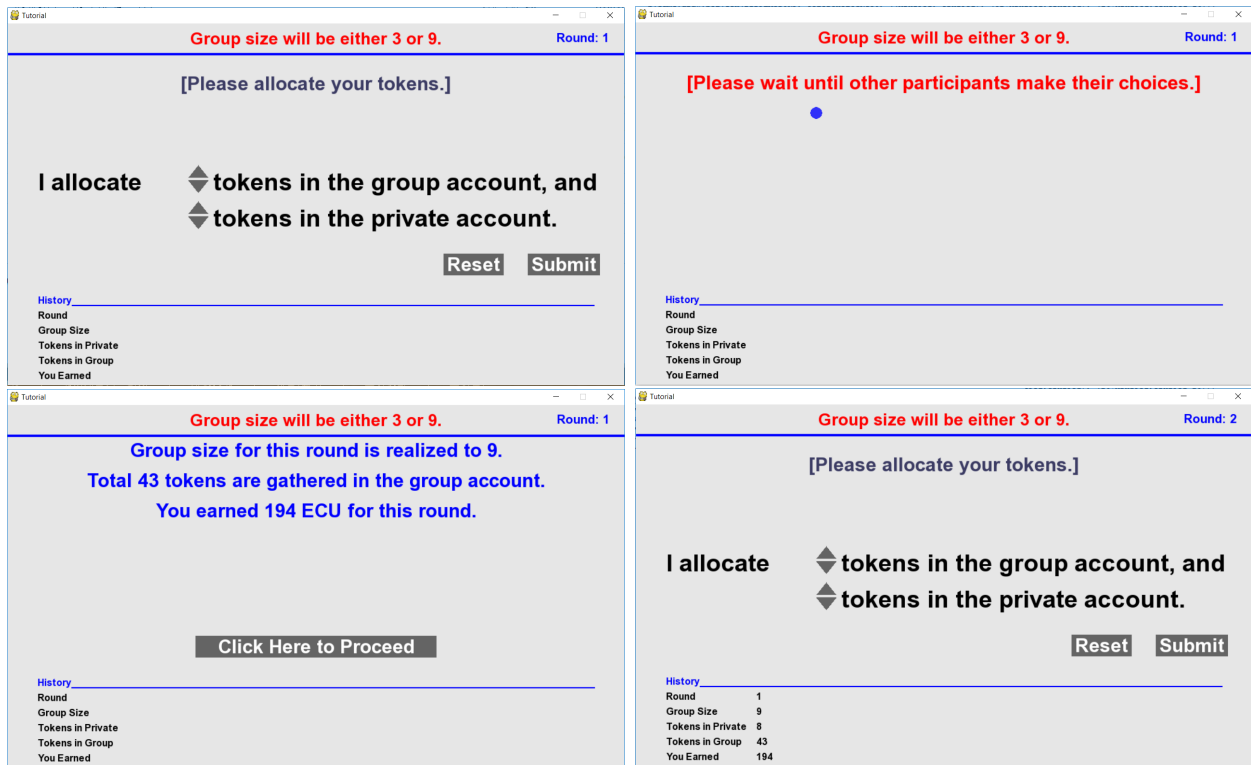 Tutorial
Group size will be either 3 or 9.
Round: 1
[Please allocate your tokens.]
I allocate tokens in the group account, and
tokens in the private account.
Reset Submit
History
Round
Group Size
Tokens in Private
Tokens in Group
You Earned
Tutorial
Group size will be either 3 or 9.
Round: 1
[Please wait until other participants make their choices.]
History
Round
Group Size
Tokens in Private
Tokens in Group
You Earned
Tutorial
Group size will be either 3 or 9.
Round: 1
Group size for this round is realized to 9.
Total 43 tokens are gathered in the group account.
You earned 194 ECU for this round.
Click Here to Proceed
History
Round
Group Size
Tokens in Private
Tokens in Group
You Earned
Tutorial
Group size will be either 3 or 9.
Round: 2
[Please allocate your tokens.]
I allocate tokens in the group account, and
tokens in the private account.
Reset Submit
History
Round 1
Group Size 9
Tokens in Private 8
Tokens in Group 43
You Earned 194